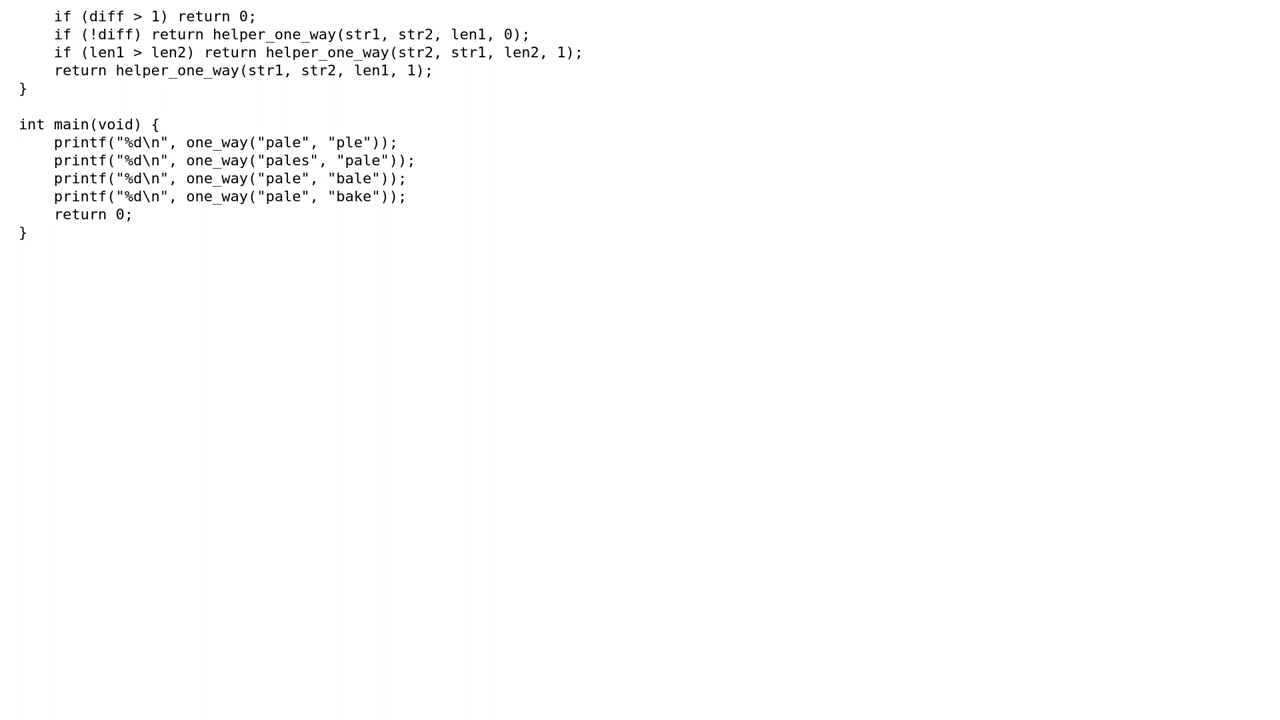 if (diff > 1) return 0;
    if (!diff) return helper_one_way(str1, str2, len1, 0);
    if (len1 > len2) return helper_one_way(str2, str1, len2, 1);
    return helper_one_way(str1, str2, len1, 1);
}

int main(void) {
    printf("%d\n", one_way("pale", "ple"));
    printf("%d\n", one_way("pales", "pale"));
    printf("%d\n", one_way("pale", "bale"));
    printf("%d\n", one_way("pale", "bake"));
    return 0;
}